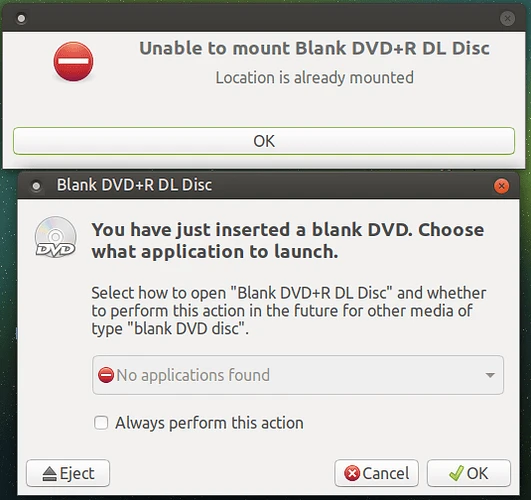 Unable to mount Blank DVD+R DL Disc
Location is already mounted
OK
Blank DVD+R DL Disc
DVD
You have just inserted a blank DVD. Choose
what application to launch.
Select how to open "Blank DVD+R DL Disc" and whether
to perform this action in the future for other media of
type "blank DVD disc".
No applications found
Always perform this action
Eject
Cancel
OK